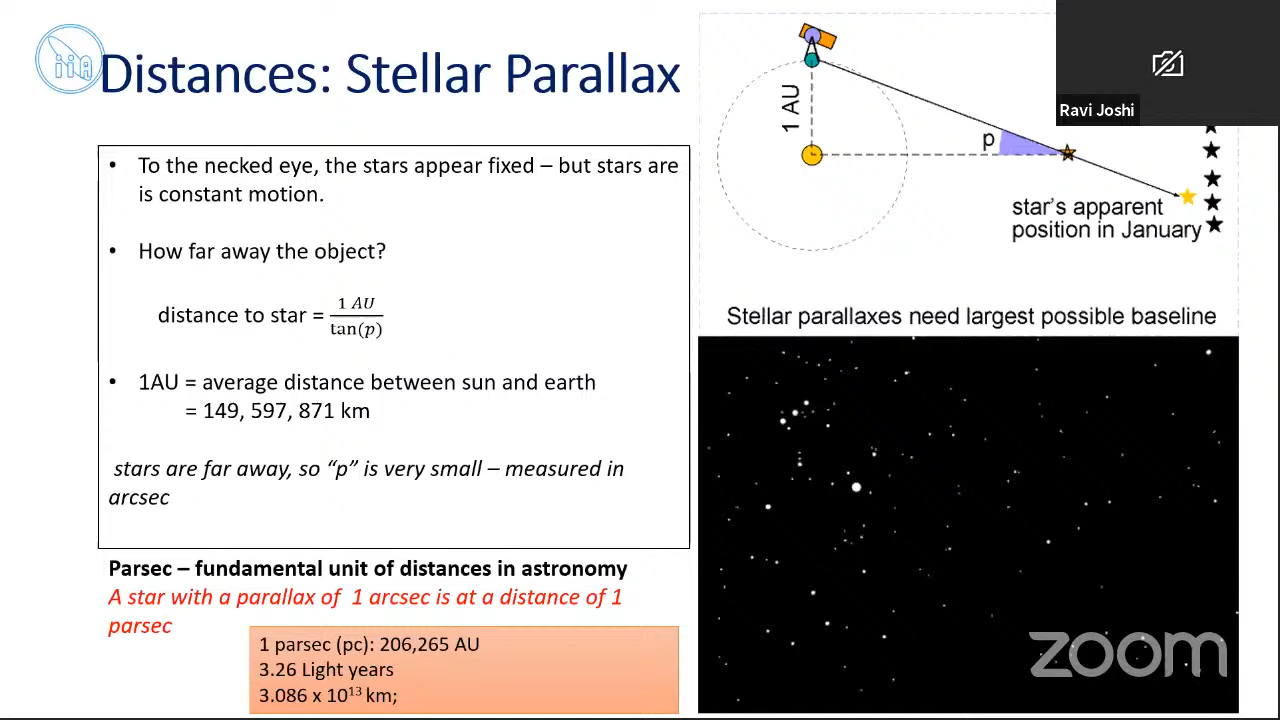 iiA
Distances: Stellar Parallax
• To the necked eye, the stars appear fixed – but stars are
is constant motion.
• How far away the object?
distance to star = 1 AU / tan(p)
• 1AU = average distance between sun and earth
= 149, 597, 871 km
stars are far away, so “p” is very small – measured in
arcsec
Parsec – fundamental unit of distances in astronomy
A star with a parallax of 1 arcsec is at a distance of 1
parsec
1 parsec (pc): 206,265 AU
3.26 Light years
3.086 x 10¹³ km;
1 AU
p
star's apparent
position in January
Stellar parallaxes need largest possible baseline
Ravi Joshi
zoom